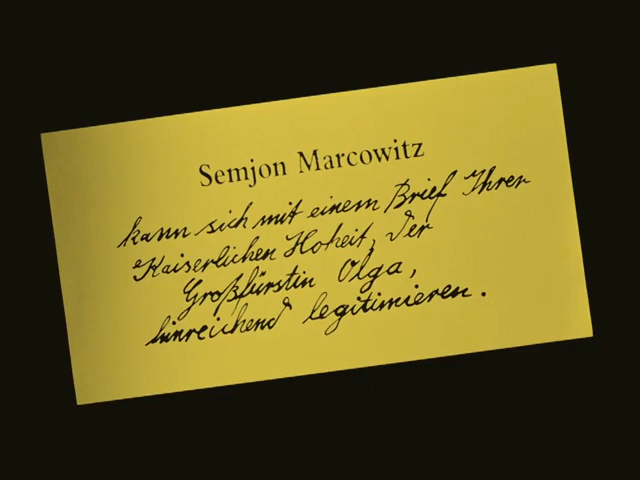 Semjon Marcowitz
kann sich mit einem Brief Ihrer
Kaiserlichen Hoheit, der
Großfürstin Olga,
hinreichend legitimieren.